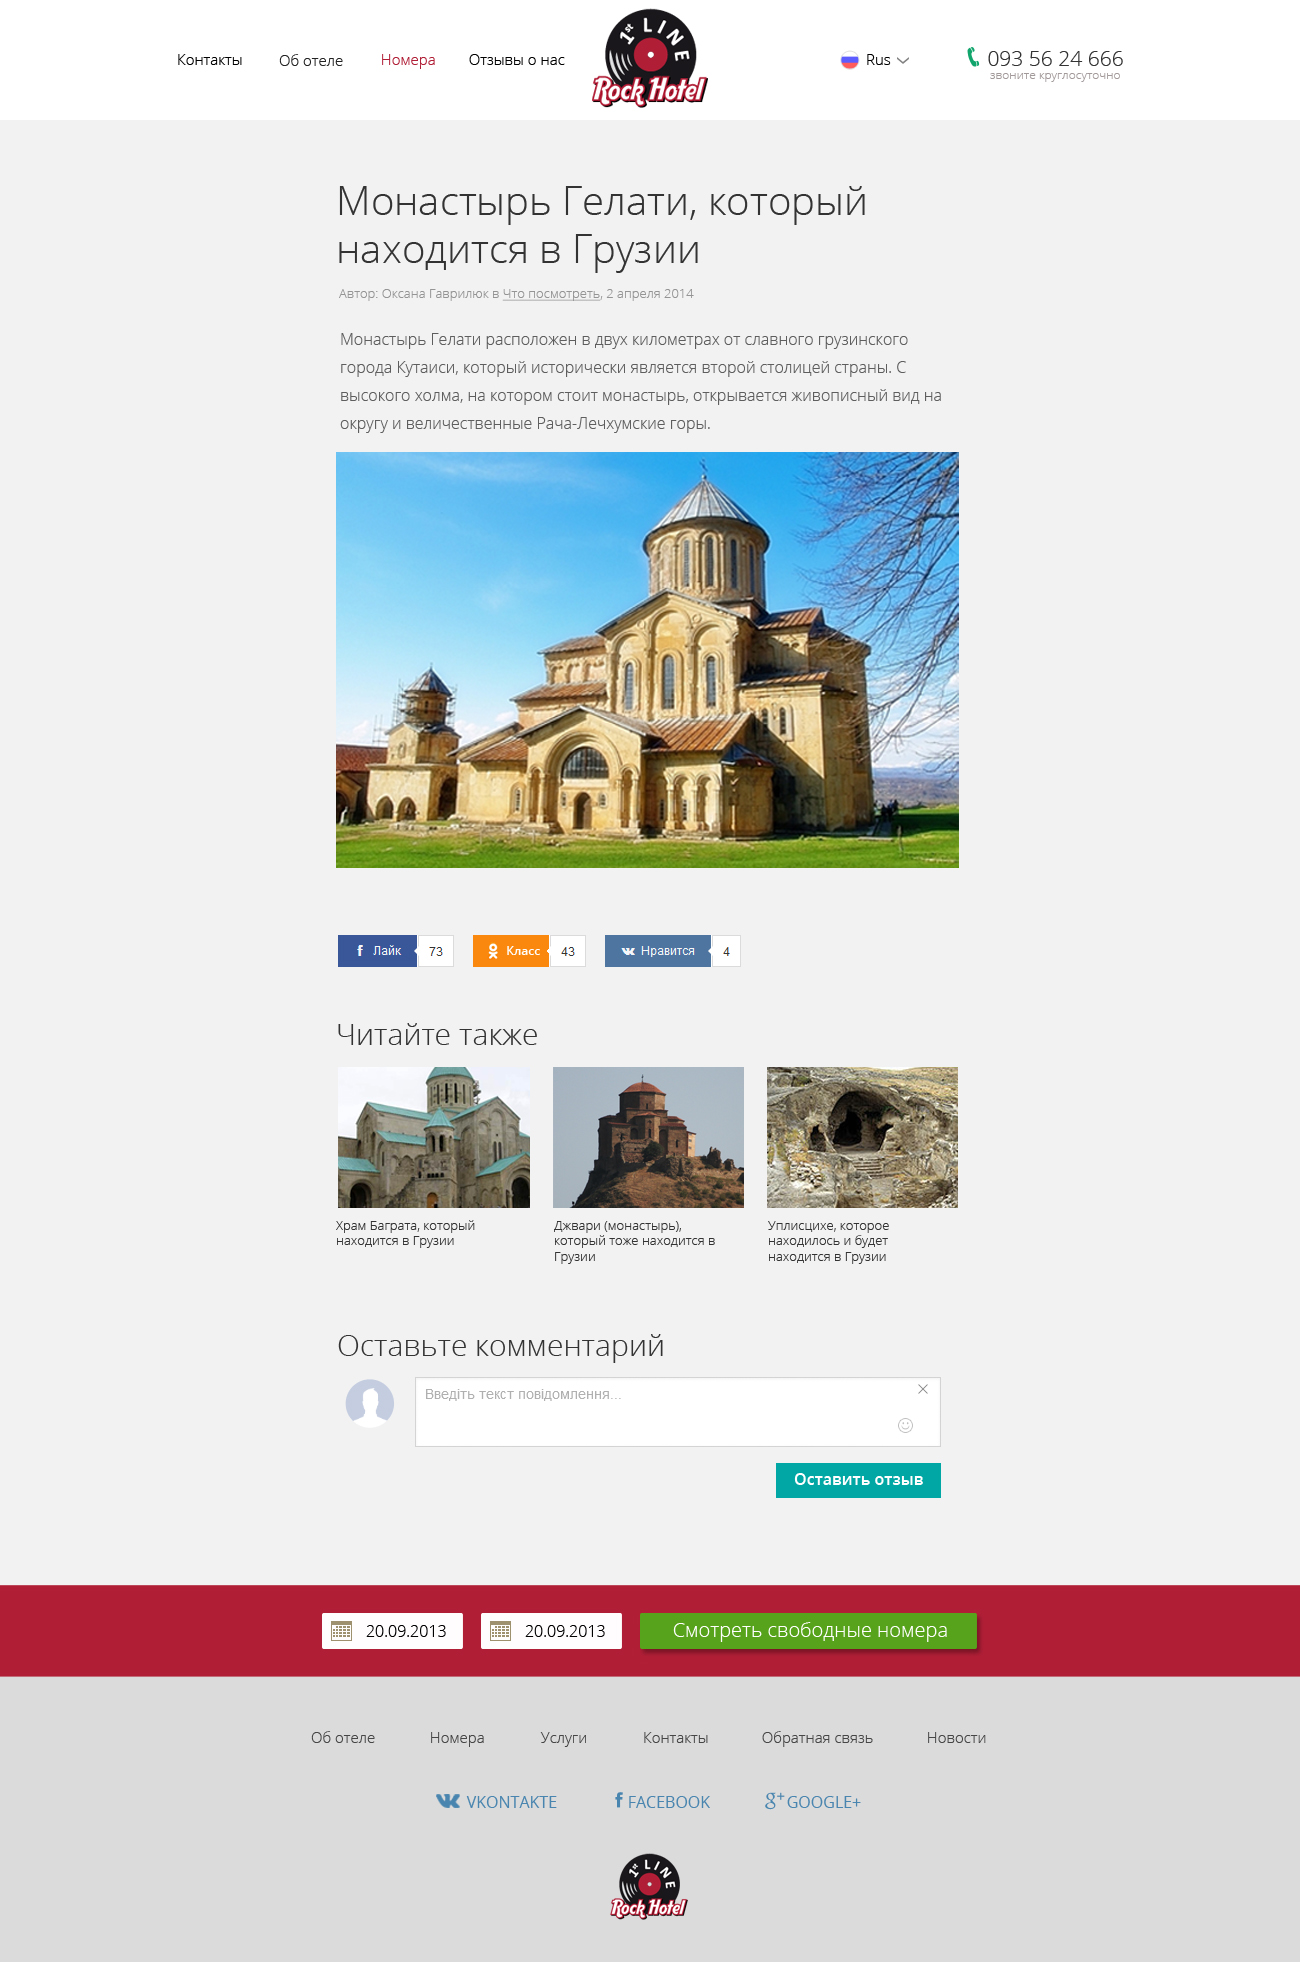 Контакты
Об отеле
Номера
Отзывы о нас
1st LINE
Rock Hotel
Rus
093 56 24 666
звоните круглосуточно
Монастырь Гелати, который
находится в Грузии
Автор: Оксана Гаврилюк в Что посмотреть, 2 апреля 2014
Монастырь Гелати расположен в двух километрах от славного грузинского
города Кутаиси, который исторически является второй столицей страны. С
высокого холма, на котором стоит монастырь, открывается живописный вид на
округу и величественные Рача-Лечхумские горы.
Лайк 73
Класс 43
Нравится 4
Читайте также
Храм Баграта, который
находится в Грузии
Джвари (монастырь),
который тоже находится в
Грузии
Уплисцихе, которое
находилось и будет
находится в Грузии
Оставьте комментарий
Введіть текст повідомлення...
Оставить отзыв
20.09.2013
20.09.2013
Смотреть свободные номера
Об отеле
Номера
Услуги
Контакты
Обратная связь
Новости
VKONTAKTE
FACEBOOK
GOOGLE+
1st LINE
Rock Hotel